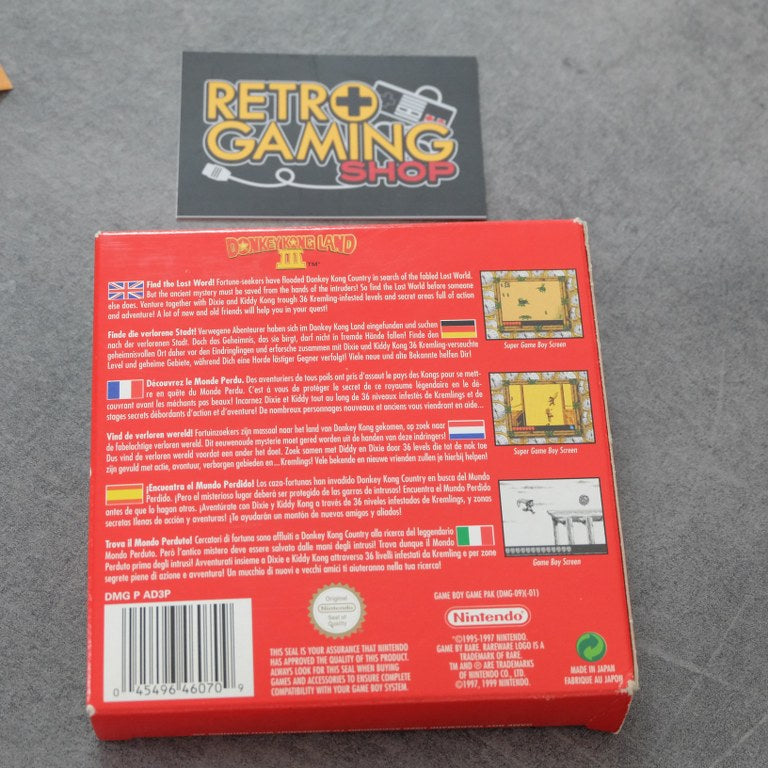 RETRO
GAMING
SHOP
DONKEY KONG LAND
III TM
Find the Lost Word! Fortune-seekers have flooded Donkey Kong Country in search of the fabled Lost World.
But the ancient mystery must be saved from the hands of the intruders! So find the Lost World before someone
else does. Venture together with Dixie and Kiddy Kong trough 36 Kremling-infested levels and secret areas full of action
and adventure! A lot of new and old friends will help you in your quest!
Super Game Boy Screen
Finde die verlorene Stadt! Verwegene Abenteurer haben sich im Donkey Kong Land eingefunden und suchen
nach der verlorenen Stadt. Doch das Geheimnis, das sie birgt, darf nicht in fremde Hände fallen! Finde den
geheimnisvollen Ort daher vor den Eindringlingen und erforsche zusammen mit Dixie und Kiddy Kong 36 Kremling-verseuchte
Level und geheime Gebiete, während Dich eine Horde lästiger Gegner verfolgt! Viele neue und alte Bekannte helfen Dir!
Découvrez le Monde Perdu. Des aventuriers de tous poils ont pris d'assaut le pays des Kongs pour se mett-
re en quête du Monde Perdu. C'est à vous de protéger le secret de ce royaume légendaire en le dé-
couvrant avant les méchants pas beaux! Incarnez Dixie et Kiddy tout au long de 36 niveaux infestés de Kremlings et de
stages secrets débordants d'action et d'aventure! De nombreux personnages nouveaux et anciens vous viendront en aide...
Super Game Boy Screen
Vind de verloren wereld! Fortuinzoekers zijn massaal naar het land van Donkey Kong gekomen, op zoek naar
de fabelachtige verloren wereld. Dit eeuwenoude mysterie moet gered worden uit de handen van deze indringers!
Dus vind de verloren wereld voordat een ander het doet. Zoek samen met Diddy en Dixie door 36 levels die tot de nok toe
zijn gevuld met actie, avontuur, verborgen gebieden en... Kremlings! Vele bekende en nieuwe vrienden zullen je hierbij helpen!
¡Encuentra el Mundo Perdido! Los caza-fortunas han invadido Donkey Kong Country en busca del Mundo
Perdido. ¡Pero el misterioso lugar deberá ser protegido de las garras de intrusos! Encuentra el Mundo Perdido
antes de que lo hagan otros. ¡Aventúrate con Dixie y Kiddy Kong a través de 36 niveles infestados de Kremlings, y zonas
secretas llenas de acción y aventuras! ¡Te ayudarán un montón de nuevos amigos y aliados!
Game Boy Screen
Trova il Mondo Perduto! Cercatori di fortuna sono affluiti a Donkey Kong Country alla ricerca del leggendario
Mondo Perduto. Però l'antico mistero deve essere salvato dalle mani degli intrusi! Trova dunque il Mondo
Perduto prima degli intrusi! Avventurati insieme a Dixie e Kiddy Kong attraverso 36 livelli infestati da Kremling e per zone
segrete piene di azione e avventura! Un mucchio di nuovi e vecchi amici ti aiuteranno nella tua ricerca!
DMG P AD3P
0 45496 46070 9
Original
Nintendo
Seal of
Quality
THIS SEAL IS YOUR ASSURANCE THAT NINTENDO
HAS APPROVED THE QUALITY OF THIS PRODUCT.
ALWAYS LOOK FOR THIS SEAL WHEN BUYING
GAMES AND ACCESSORIES TO ENSURE COMPLETE
COMPATIBILITY WITH YOUR GAME BOY SYSTEM.
GAME BOY GAME PAK (DMG-09)(-01)
Nintendo®
©1995-1997 NINTENDO.
GAME BY RARE. RAREWARE LOGO IS A
TRADEMARK OF RARE.
TM AND ® ARE TRADEMARKS
OF NINTENDO CO., LTD.
©1997, 1999 NINTENDO.
MADE IN JAPAN
FABRIQUE AU JAPON